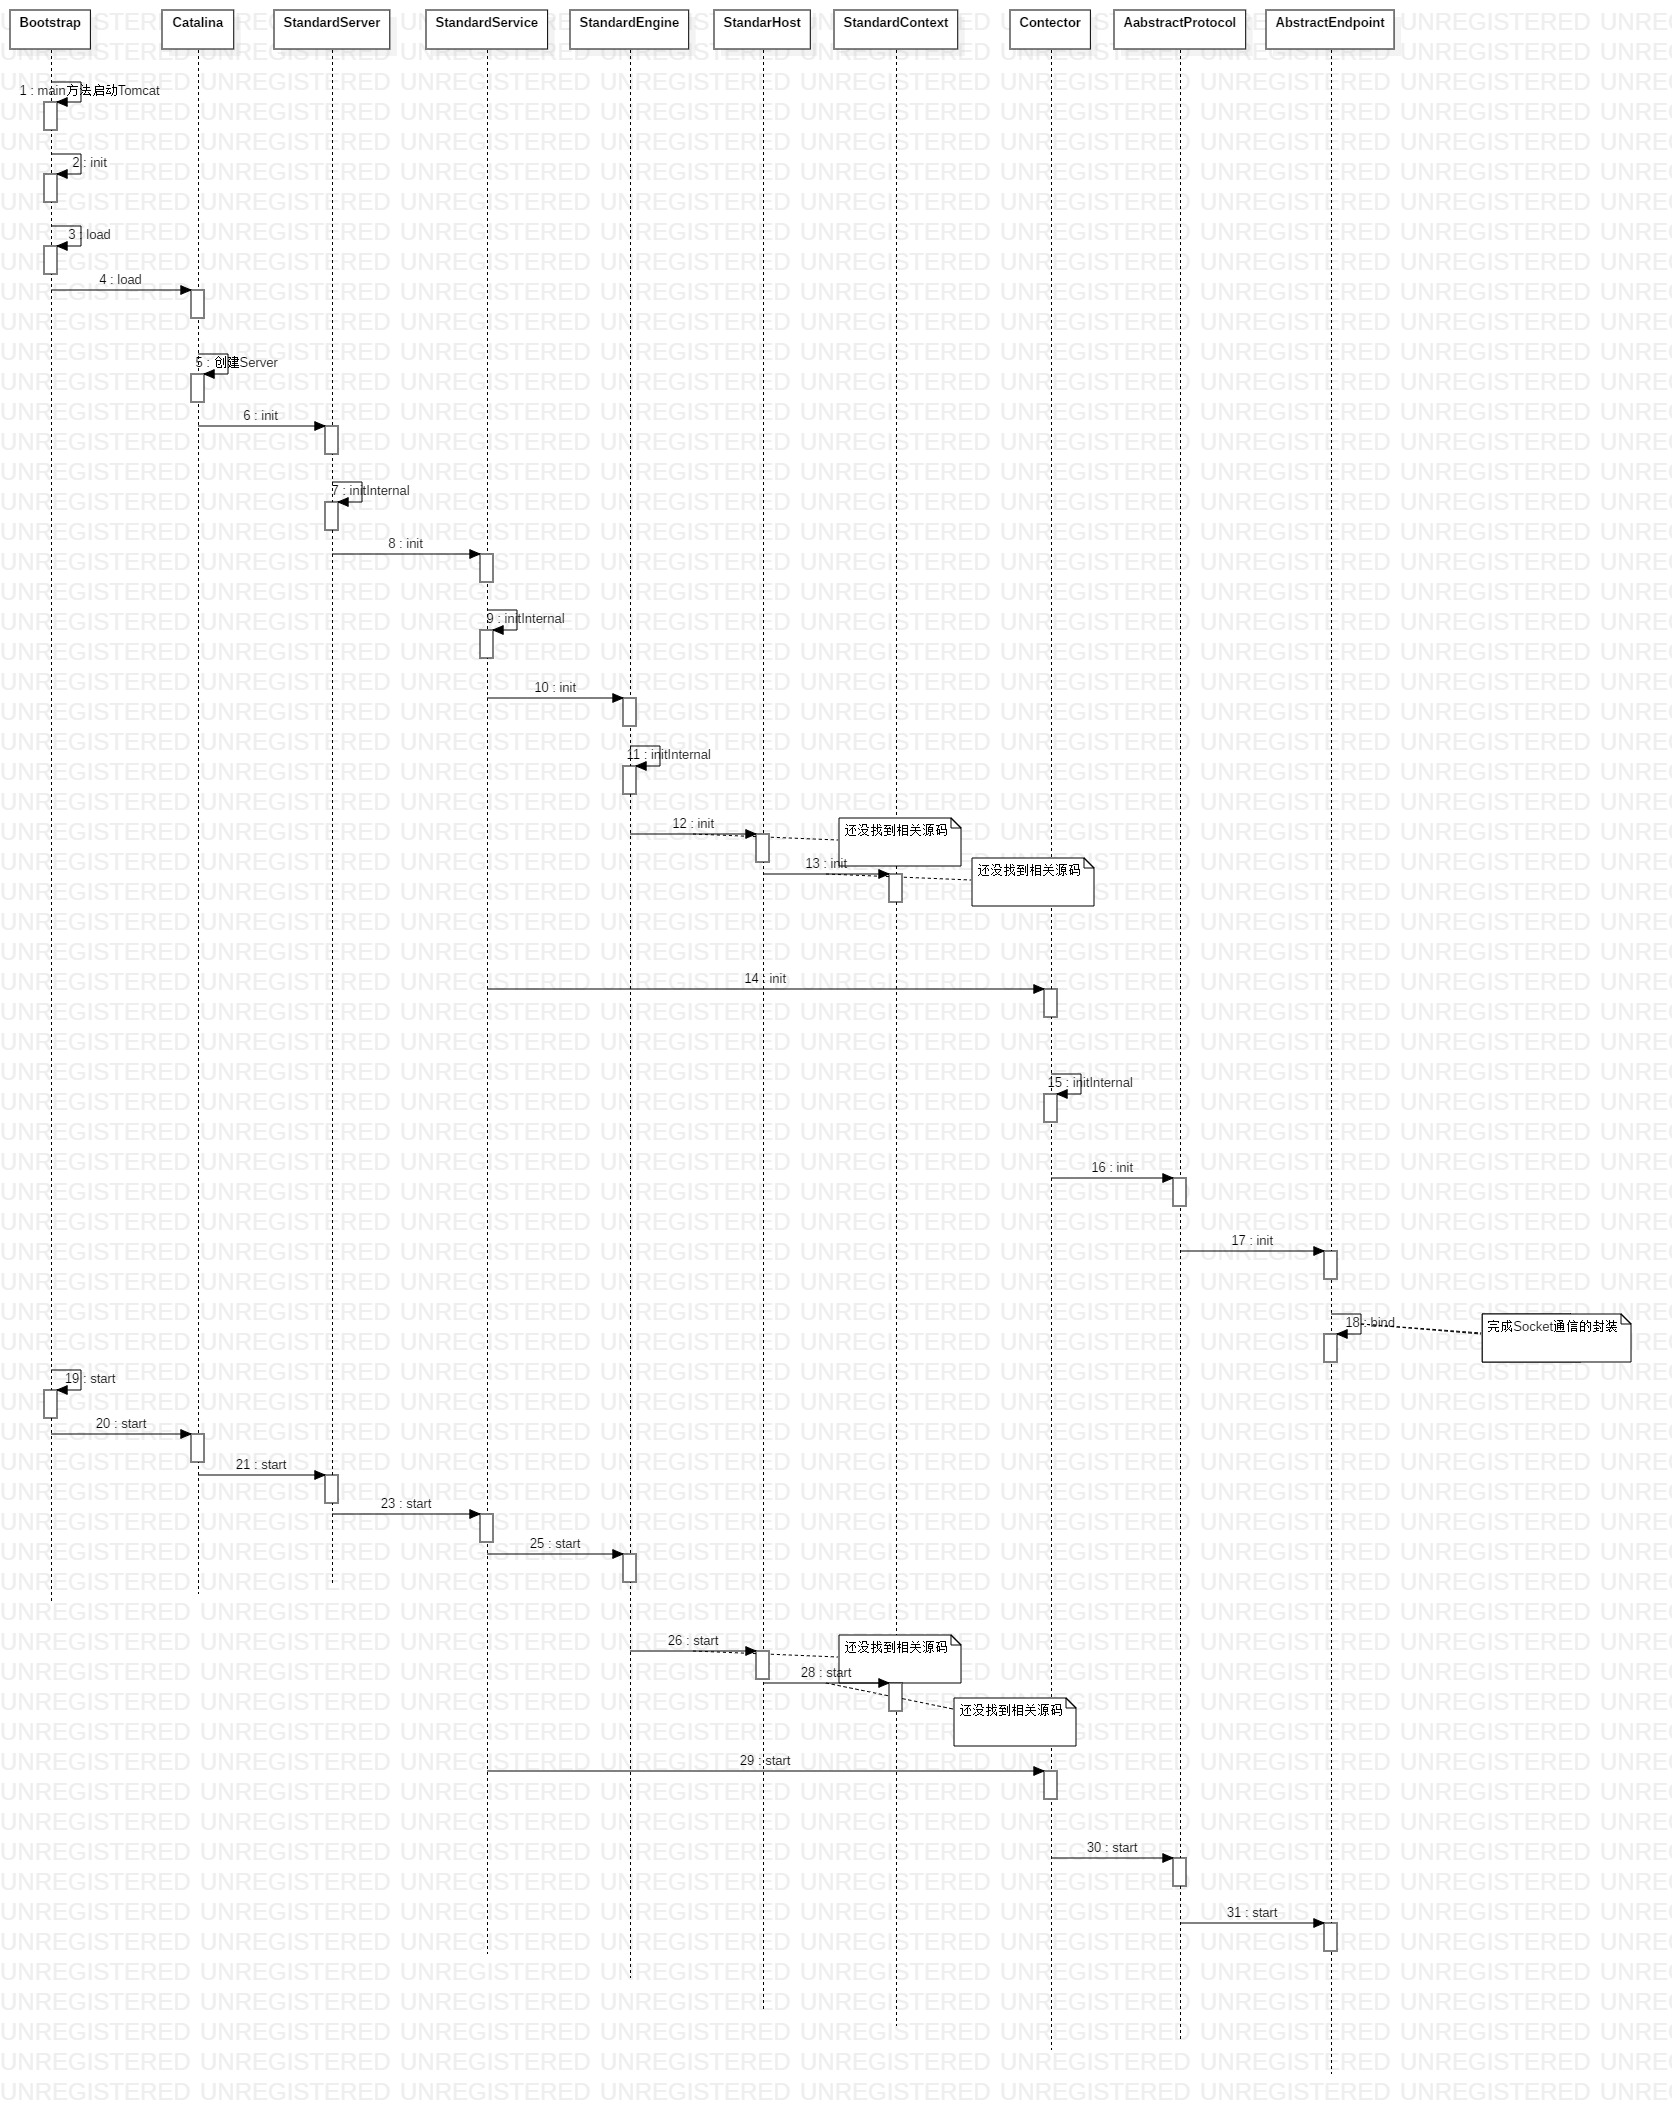 Bootstrap
Catalina
StandardServer
StandardService
StandardEngine
StandarHost
StandardContext
Contector
AabstractProtocol
AbstractEndpoint
1 : main方法启动Tomcat
2 : init
3 : load
4 : load
5 : 创建Server
6 : init
7 : initInternal
8 : init
9 : initInternal
10 : init
11 : initInternal
12 : init
还没找到相关源码
13 : init
还没找到相关源码
14 : init
15 : initInternal
16 : init
17 : init
18 : bind
完成Socket通信的封装
19 : start
20 : start
21 : start
23 : start
25 : start
26 : start
还没找到相关源码
28 : start
还没找到相关源码
29 : start
30 : start
31 : start
UNREGISTERED